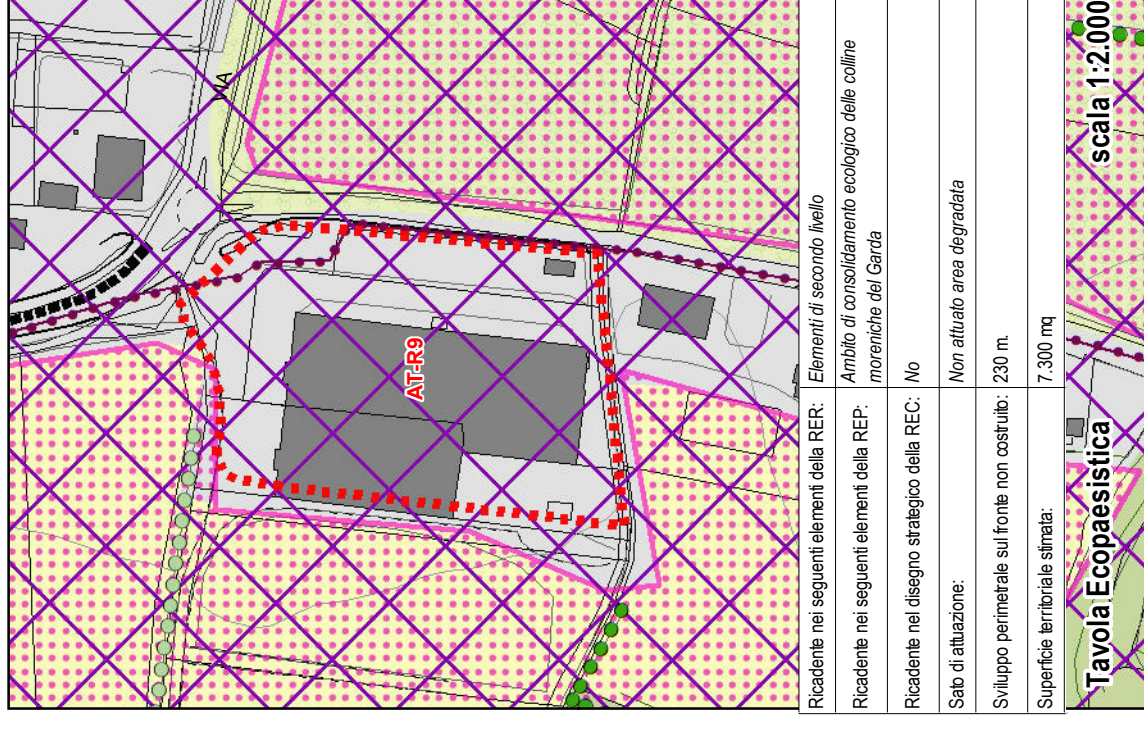 VIA
AT-R9
Ricadente nei seguenti elementi della RER: Elementi di secondo livello
Ricadente nei seguenti elementi della REP: Ambito di consolidamento ecologico delle colline
moreniche del Garda
Ricadente nel disegno strategico della REC: No
Sato di attuazione: Non attuato area degradata
Sviluppo perimetrale sul fronte non costruito: 230 m.
Superficie territoriale stimata: 7.300 mq
Tavola Ecopaesistica scala 1:2.000